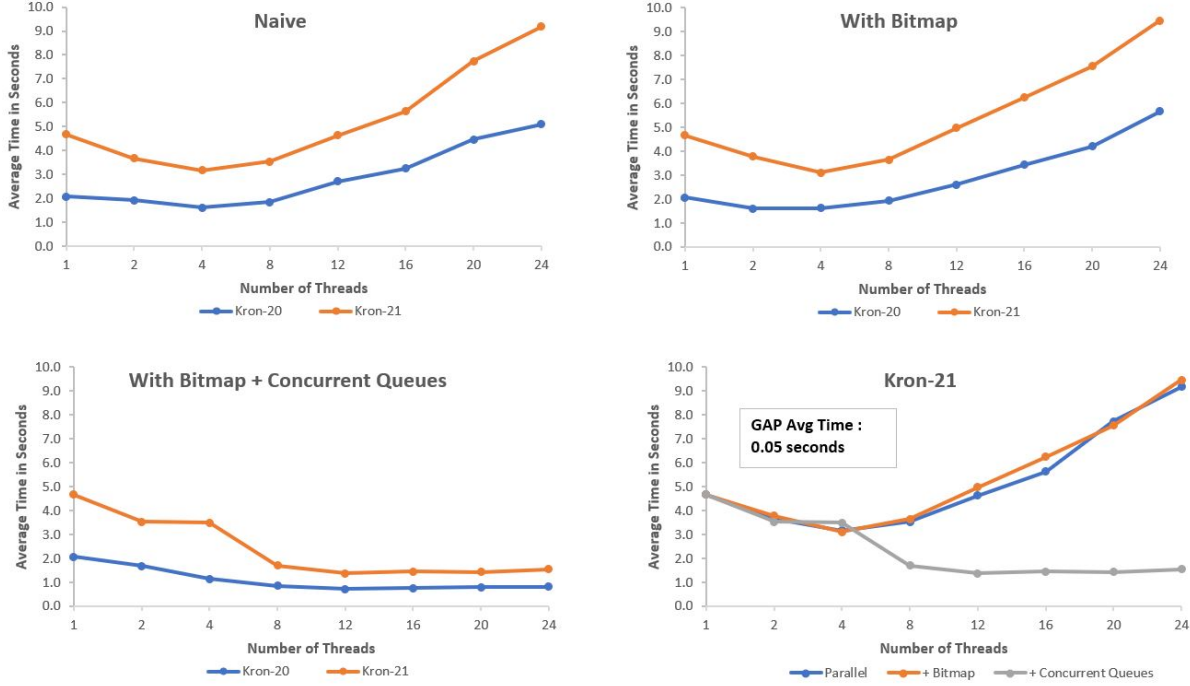 Naive
Average Time in Seconds
10.0
9.0
8.0
7.0
6.0
5.0
4.0
3.0
2.0
1.0
0.0
1 2 4 8 12 16 20 24
Number of Threads
Kron-20 Kron-21
With Bitmap
Average Time in Seconds
10.0
9.0
8.0
7.0
6.0
5.0
4.0
3.0
2.0
1.0
0.0
1 2 4 8 12 16 20 24
Number of Threads
Kron-20 Kron-21
With Bitmap + Concurrent Queues
Average Time in Seconds
10.0
9.0
8.0
7.0
6.0
5.0
4.0
3.0
2.0
1.0
0.0
1 2 4 8 12 16 20 24
Number of Threads
Kron-20 Kron-21
Kron-21
GAP Avg Time :
0.05 seconds
Average Time in Seconds
10.0
9.0
8.0
7.0
6.0
5.0
4.0
3.0
2.0
1.0
0.0
1 2 4 8 12 16 20 24
Number of Threads
Parallel + Bitmap + Concurrent Queues